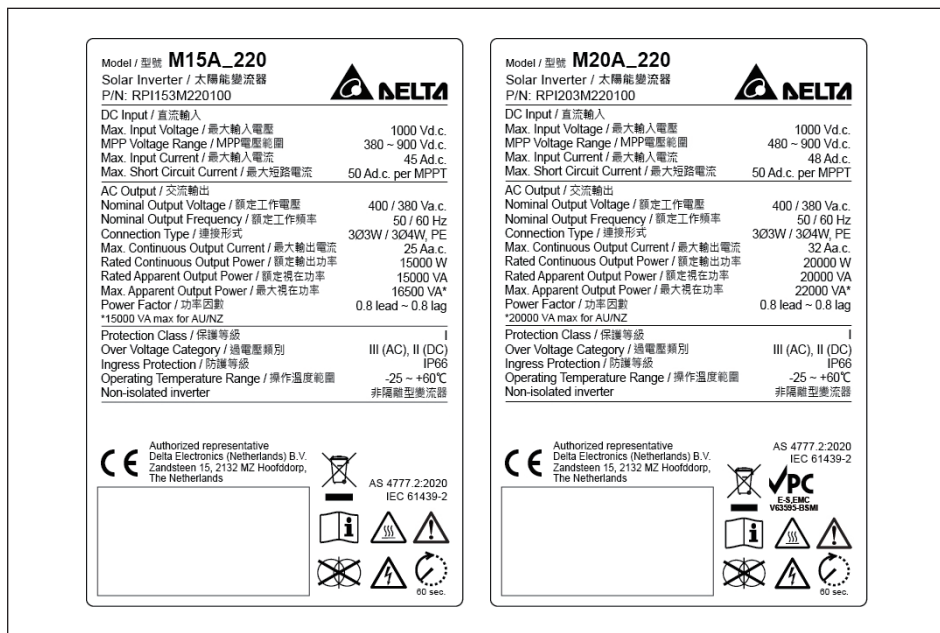 Model / 型號 M15A_220
Solar Inverter / 太陽能變流器
P/N: RPI153M220100
DELTA
DC Input / 直流輸入
Max. Input Voltage / 最大輸入電壓 1000 Vd.c.
MPP Voltage Range / MPP電壓範圍 380 ~ 900 Vd.c.
Max. Input Current / 最大輸入電流 45 Ad.c.
Max. Short Circuit Current / 最大短路電流 50 Ad.c. per MPPT
AC Output / 交流輸出
Nominal Output Voltage / 額定工作電壓 400 / 380 Va.c.
Nominal Output Frequency / 額定工作頻率 50 / 60 Hz
Connection Type / 連接形式 3Ø3W / 3Ø4W, PE
Max. Continuous Output Current / 最大輸出電流 25 Aa.c.
Rated Continuous Output Power / 額定輸出功率 15000 W
Rated Apparent Output Power / 額定視在功率 15000 VA
Max. Apparent Output Power / 最大視在功率 16500 VA*
Power Factor / 功率因數 0.8 lead ~ 0.8 lag
*15000 VA max for AU/NZ
Protection Class / 保護等級 I
Over Voltage Category / 過電壓類別 III (AC), II (DC)
Ingress Protection / 防護等級 IP66
Operating Temperature Range / 操作溫度範圍 -25 ~ +60℃
Non-isolated inverter 非隔離型變流器
CE
Authorized representative
Delta Electronics (Netherlands) B.V.
Zandsteen 15, 2132 MZ Hoofddorp,
The Netherlands
AS 4777.2:2020
IEC 61439-2
60 sec.
Model / 型號 M20A_220
Solar Inverter / 太陽能變流器
P/N: RPI203M220100
DELTA
DC Input / 直流輸入
Max. Input Voltage / 最大輸入電壓 1000 Vd.c.
MPP Voltage Range / MPP電壓範圍 480 ~ 900 Vd.c.
Max. Input Current / 最大輸入電流 48 Ad.c.
Max. Short Circuit Current / 最大短路電流 50 Ad.c. per MPPT
AC Output / 交流輸出
Nominal Output Voltage / 額定工作電壓 400 / 380 Va.c.
Nominal Output Frequency / 額定工作頻率 50 / 60 Hz
Connection Type / 連接形式 3Ø3W / 3Ø4W, PE
Max. Continuous Output Current / 最大輸出電流 32 Aa.c.
Rated Continuous Output Power / 額定輸出功率 20000 W
Rated Apparent Output Power / 額定視在功率 20000 VA
Max. Apparent Output Power / 最大視在功率 22000 VA*
Power Factor / 功率因數 0.8 lead ~ 0.8 lag
*20000 VA max for AU/NZ
Protection Class / 保護等級 I
Over Voltage Category / 過電壓類別 III (AC), II (DC)
Ingress Protection / 防護等級 IP66
Operating Temperature Range / 操作溫度範圍 -25 ~ +60℃
Non-isolated inverter 非隔離型變流器
CE
Authorized representative
Delta Electronics (Netherlands) B.V.
Zandsteen 15, 2132 MZ Hoofddorp,
The Netherlands
AS 4777.2:2020
IEC 61439-2
VPC
E-S,EMC
V63595-BSMI
60 sec.